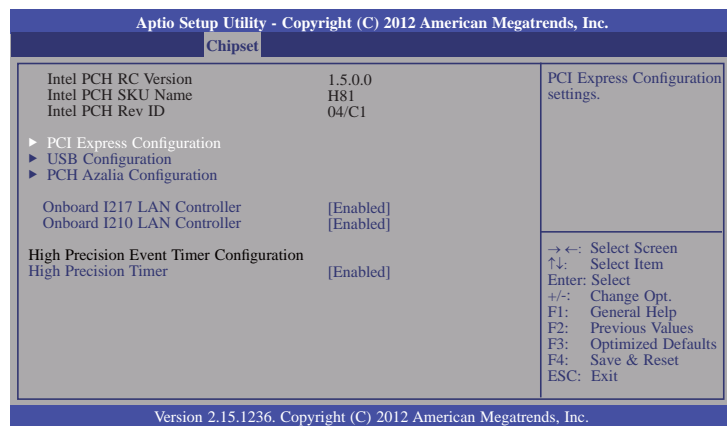 Aptio Setup Utility - Copyright (C) 2012 American Megatrends, Inc.
Chipset
Intel PCH RC Version 1.5.0.0
Intel PCH SKU Name H81
Intel PCH Rev ID 04/C1
► PCI Express Configuration
► USB Configuration
► PCH Azalia Configuration
Onboard I217 LAN Controller [Enabled]
Onboard I210 LAN Controller [Enabled]
High Precision Event Timer Configuration
High Precision Timer [Enabled]
PCI Express Configuration
settings.
→←: Select Screen
↑↓: Select Item
Enter: Select
+/-: Change Opt.
F1: General Help
F2: Previous Values
F3: Optimized Defaults
F4: Save & Reset
ESC: Exit
Version 2.15.1236. Copyright (C) 2012 American Megatrends, Inc.